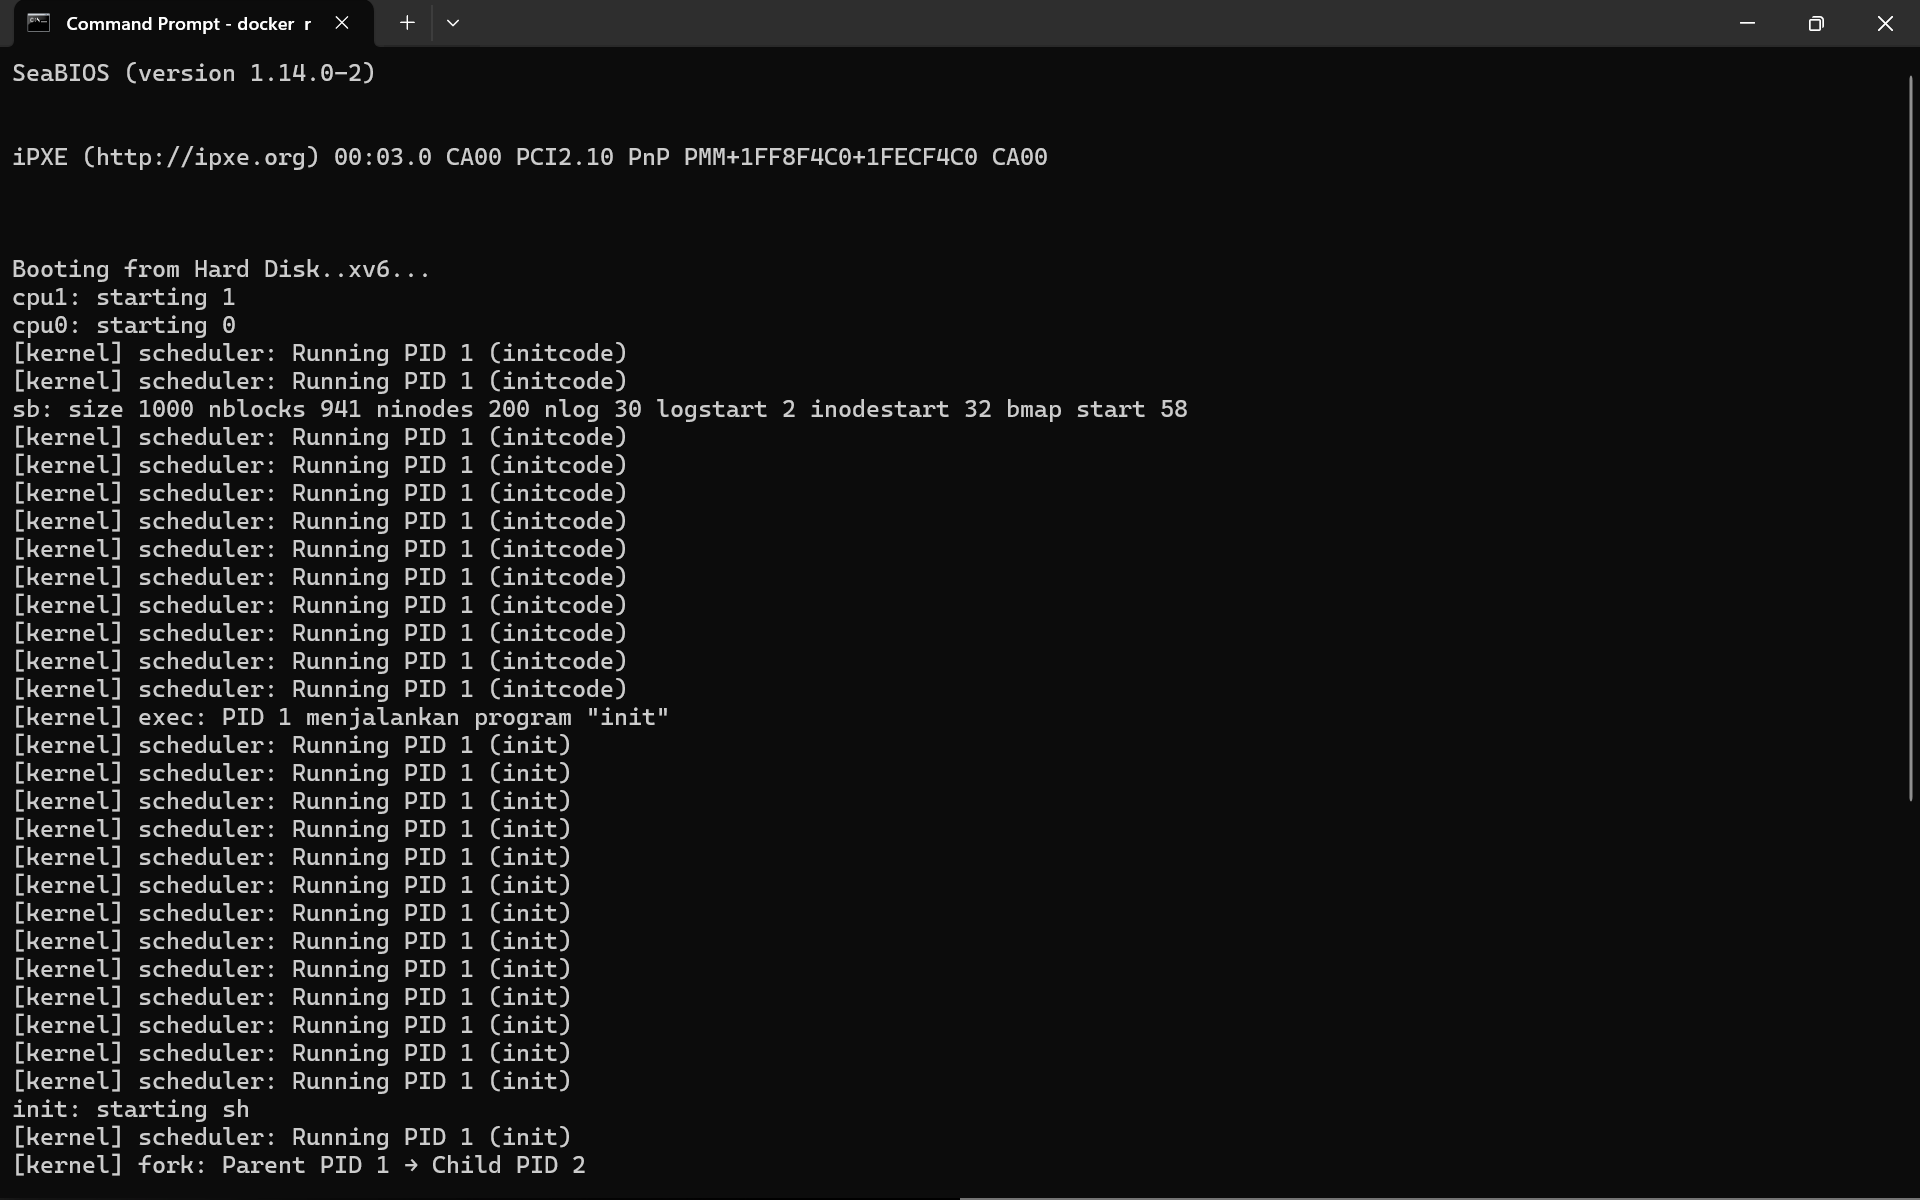 Command Prompt - docker  r
SeaBIOS (version 1.14.0-2)
iPXE (http://ipxe.org) 00:03.0 CA00 PCI2.10 PnP PMM+1FF8F4C0+1FECF4C0 CA00
Booting from Hard Disk..xv6...
cpu1: starting 1
cpu0: starting 0
[kernel] scheduler: Running PID 1 (initcode)
[kernel] scheduler: Running PID 1 (initcode)
sb: size 1000 nblocks 941 ninodes 200 nlog 30 logstart 2 inodestart 32 bmap start 58
[kernel] scheduler: Running PID 1 (initcode)
[kernel] scheduler: Running PID 1 (initcode)
[kernel] scheduler: Running PID 1 (initcode)
[kernel] scheduler: Running PID 1 (initcode)
[kernel] scheduler: Running PID 1 (initcode)
[kernel] scheduler: Running PID 1 (initcode)
[kernel] scheduler: Running PID 1 (initcode)
[kernel] scheduler: Running PID 1 (initcode)
[kernel] scheduler: Running PID 1 (initcode)
[kernel] scheduler: Running PID 1 (initcode)
[kernel] exec: PID 1 menjalankan program "init"
[kernel] scheduler: Running PID 1 (init)
[kernel] scheduler: Running PID 1 (init)
[kernel] scheduler: Running PID 1 (init)
[kernel] scheduler: Running PID 1 (init)
[kernel] scheduler: Running PID 1 (init)
[kernel] scheduler: Running PID 1 (init)
[kernel] scheduler: Running PID 1 (init)
[kernel] scheduler: Running PID 1 (init)
[kernel] scheduler: Running PID 1 (init)
[kernel] scheduler: Running PID 1 (init)
[kernel] scheduler: Running PID 1 (init)
[kernel] scheduler: Running PID 1 (init)
[kernel] scheduler: Running PID 1 (init)
init: starting sh
[kernel] scheduler: Running PID 1 (init)
[kernel] fork: Parent PID 1 → Child PID 2